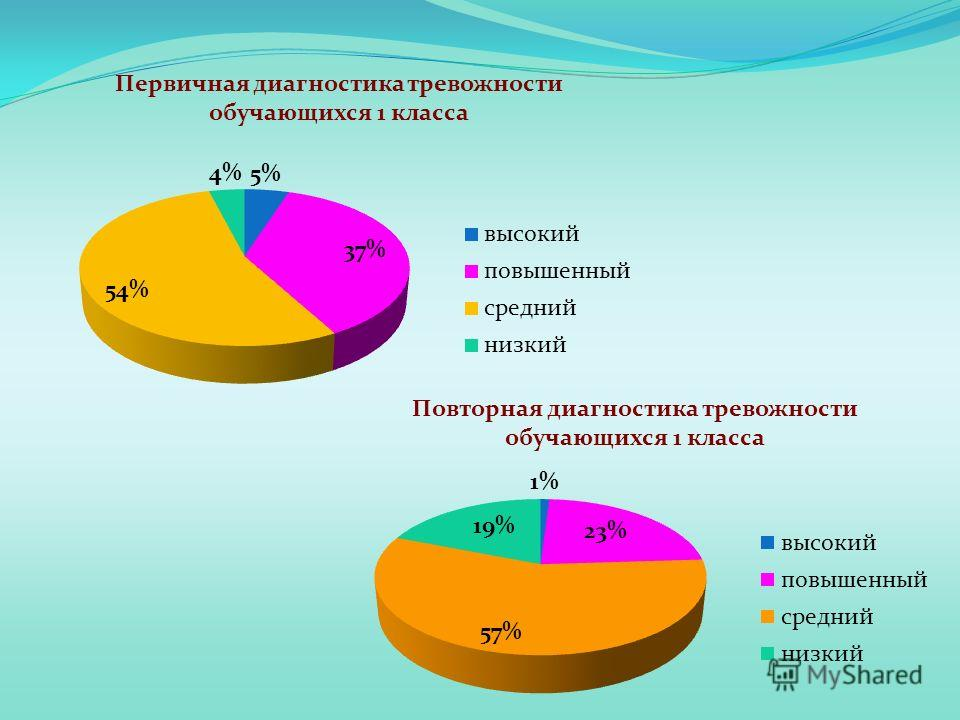 Первичная диагностика тревожности
обучающихся 1 класса
4% 5%
37%
54%
высокий
повышенный
средний
низкий
Повторная диагностика тревожности
обучающихся 1 класса
1%
19%
23%
57%
высокий
повышенный
средний
низкий
MyShared